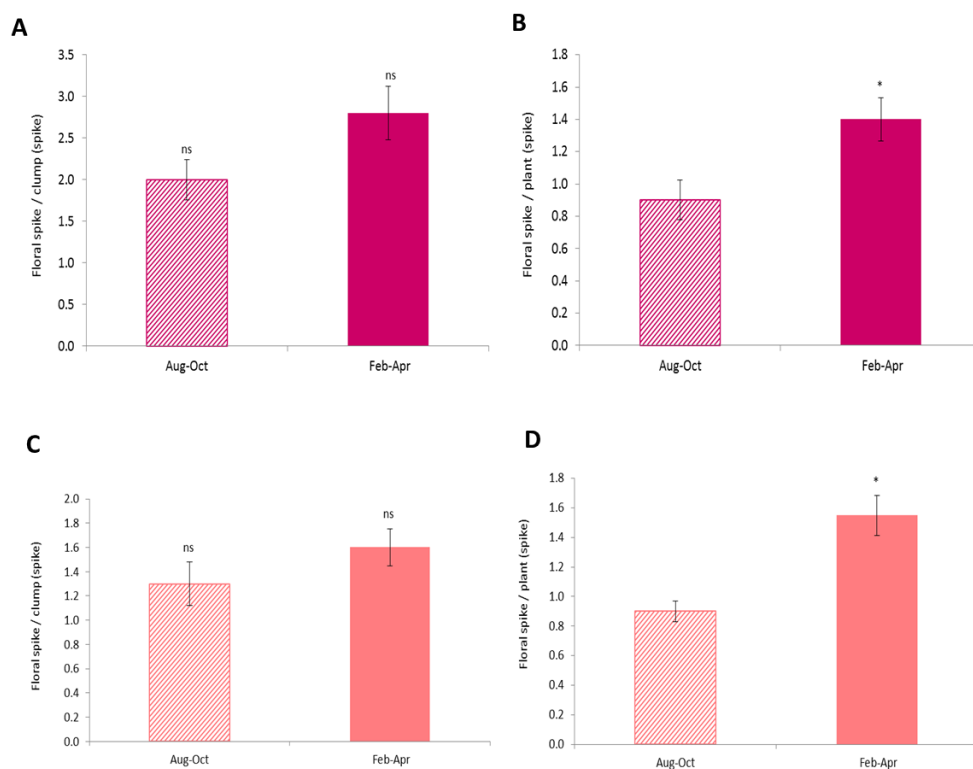 A
Floral spike / clump (spike)
3.5
3.0
2.5
2.0
1.5
1.0
0.5
0.0
ns
ns
Aug-Oct
Feb-Apr
B
Floral spike / plant (spike)
1.8
1.6
1.4
1.2
1.0
0.8
0.6
0.4
0.2
0.0
*
Aug-Oct
Feb-Apr
C
Floral spike / clump (spike)
2.0
1.8
1.6
1.4
1.2
1.0
0.8
0.6
0.4
0.2
0.0
ns
ns
Aug-Oct
Feb-Apr
D
Floral spike / plant (spike)
1.8
1.6
1.4
1.2
1.0
0.8
0.6
0.4
0.2
0.0
*
Aug-Oct
Feb-Apr